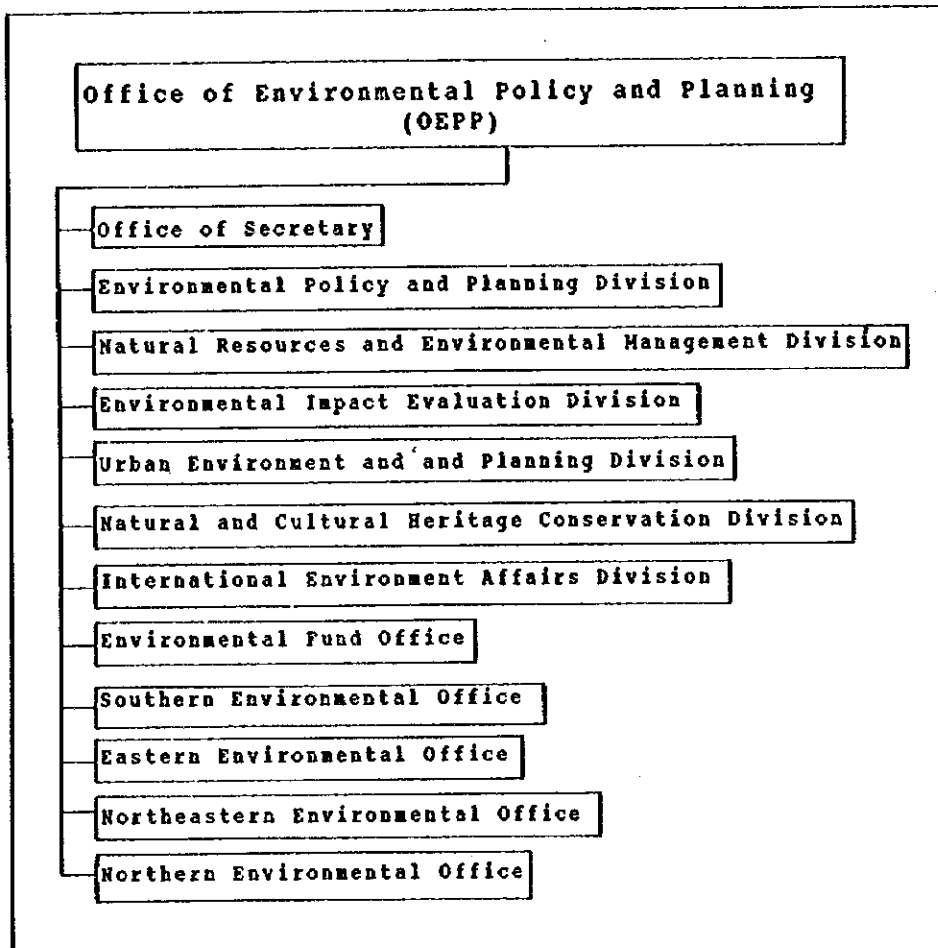 Office of Environmental Policy and Planning
(OEPP)
Office of Secretary
Environmental Policy and Planning Division
Natural Resources and Environmental Management Division
Environmental Impact Evaluation Division
Urban Environment and and Planning Division
Natural and Cultural Heritage Conservation Division
International Environment Affairs Division
Environmental Fund Office
Southern Environmental Office
Eastern Environmental Office
Northeastern Environmental Office
Northern Environmental Office